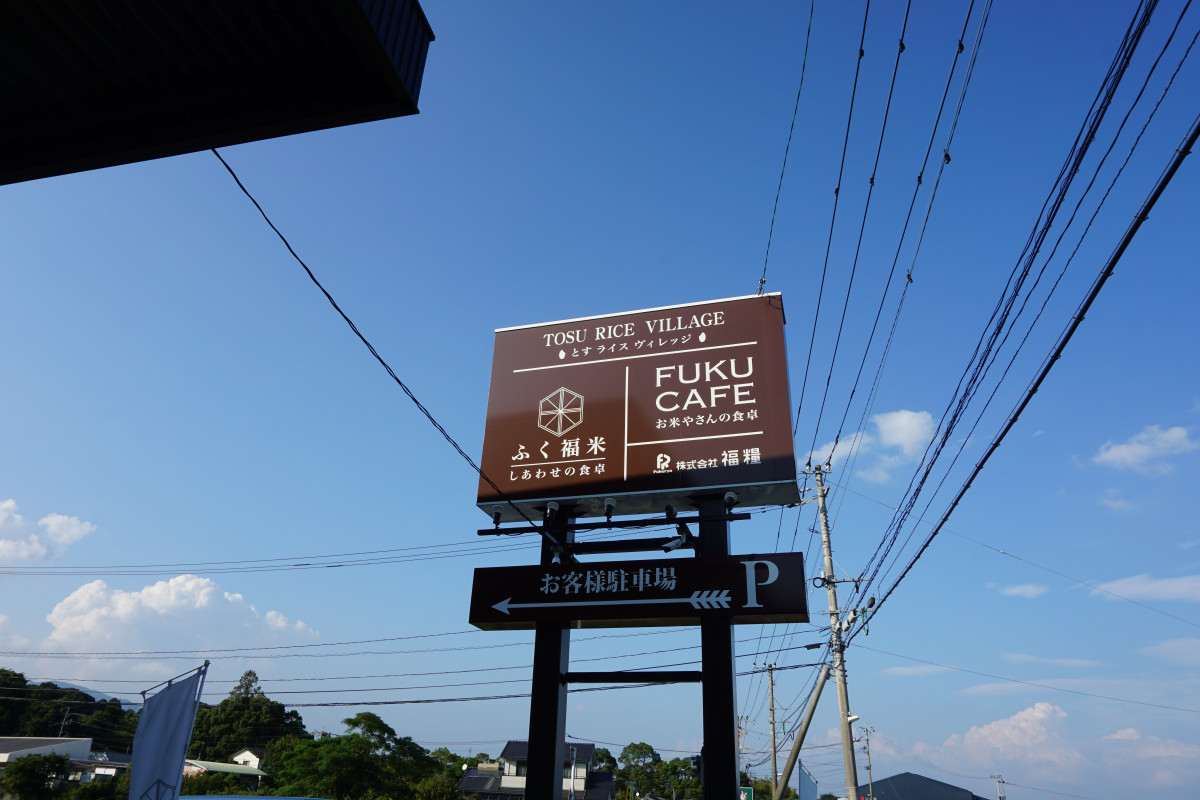 TOSU RICE VILLAGE
とす ライス ヴィレッジ
ふく福米
しあわせの食卓
FUKU
CAFE
お米やさんの食卓
株式会社 福糧
お客様駐車場 P